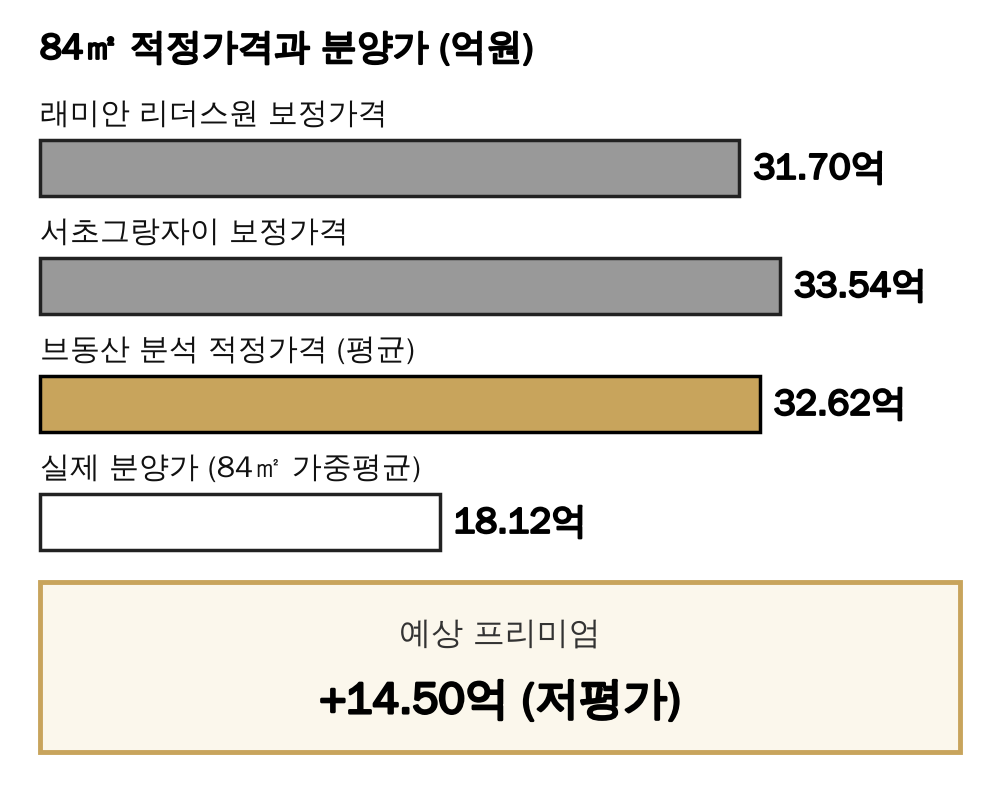 84㎡ 적정가격과 분양가 (억원)
래미안 리더스원 보정가격
31.70억
서초그랑자이 보정가격
33.54억
브동산 분석 적정가격 (평균)
32.62억
실제 분양가 (84㎡ 가중평균)
18.12억
예상 프리미엄
+14.50억 (저평가)